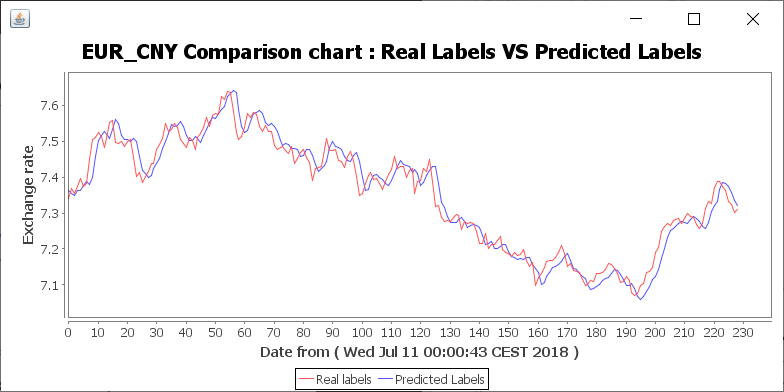 EUR_CNY Comparison chart : Real Labels VS Predicted Labels
Exchange rate
7.6
7.5
7.4
7.3
7.2
7.1
0 10 20 30 40 50 60 70 80 90 100 110 120 130 140 150 160 170 180 190 200 210 220 230
Date from ( Wed Jul 11 00:00:43 CEST 2018 )
Real labels Predicted Labels